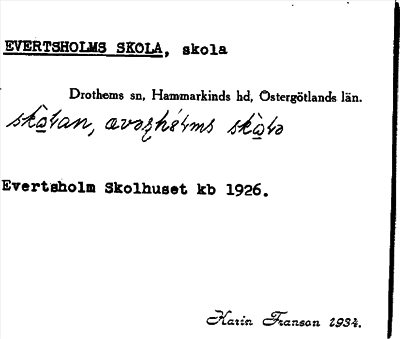 EVERTSHOLMS SKOLA, skola
Drothems sn, Hammarkinds hd, Östergötlands län.
Evertsholm Skolhuset kb 1926.
Karin Franson 1934.